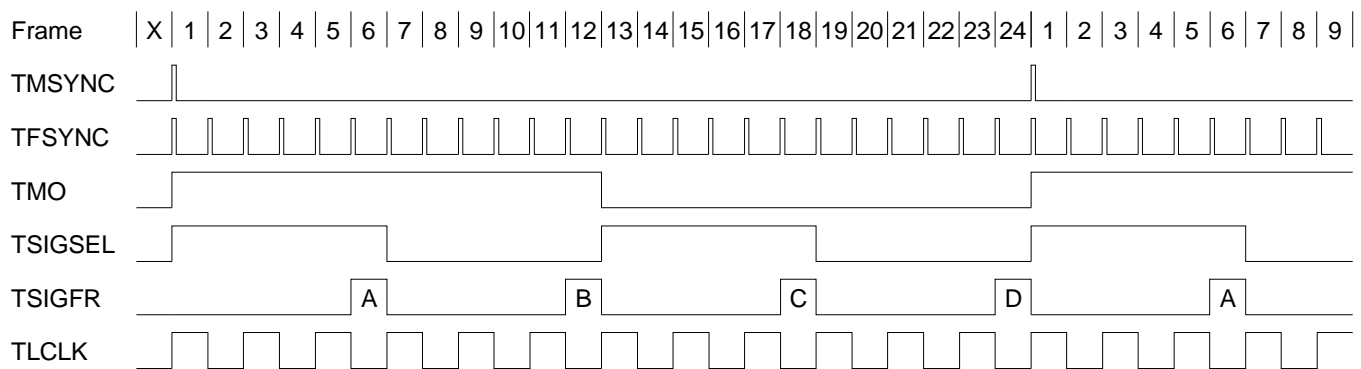 Frame X 1 2 3 4 5 6 7 8 9 10 11 12 13 14 15 16 17 18 19 20 21 22 23 24 1 2 3 4 5 6 7 8 9
TMSYNC
TFSYNC
TMO
TSIGSEL
TSIGFR A B C D A
TLCLK